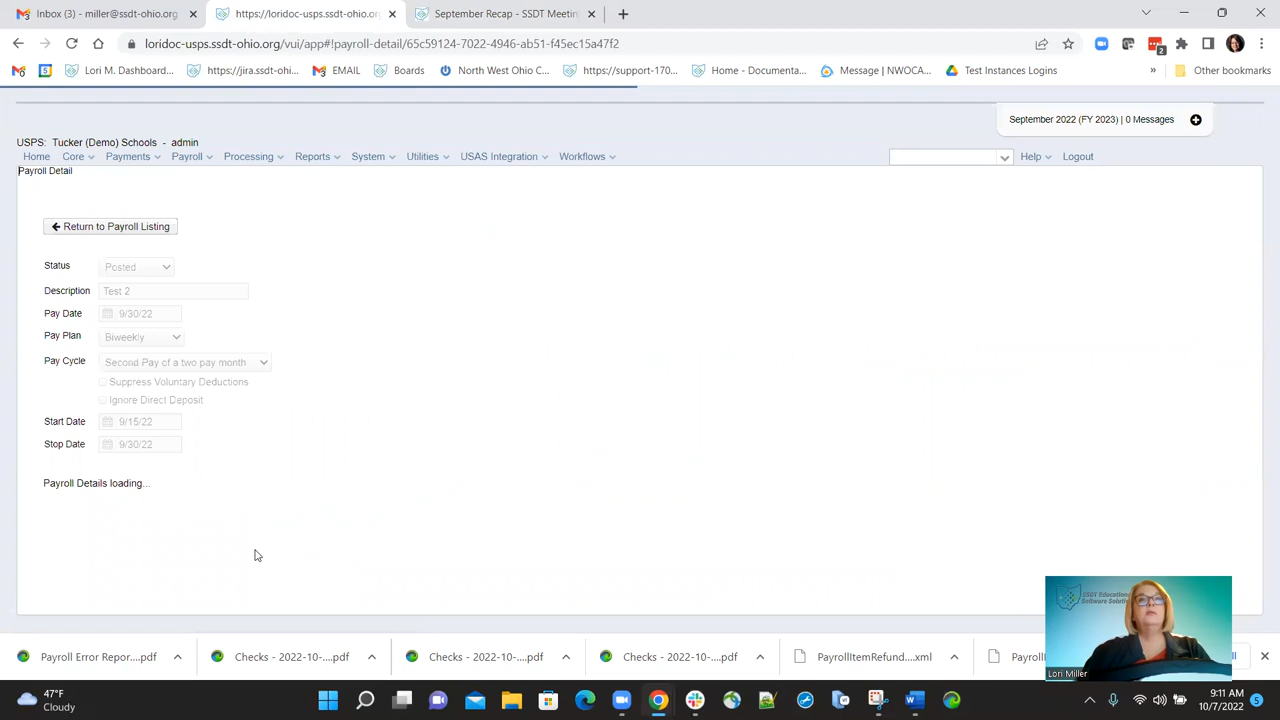 Inbox (3) - miller@ssdt-ohio.org
https://loridoc-usps.ssdt-ohio.org
September Recap - SSDT Meetin
loridoc-usps.ssdt-ohio.org/vui/app#!payroll-detail/65c5912f-7022-4946-ab51-f45ec15a47f2
2
Lori M. Dashboard...
https://jira.ssdt-ohi...
EMAIL
Boards
North West Ohio C...
https://support-170...
Home - Documenta...
Message | NWOCA...
Test Instances Logins
»
Other bookmarks
September 2022 (FY 2023) | 0 Messages
USPS: Tucker (Demo) Schools - admin
Home Core Payments Payroll Processing Reports System Utilities USAS Integration Workflows Help Logout
Payroll Detail
Return to Payroll Listing
Status Posted
Description Test 2
Pay Date 9/30/22
Pay Plan Biweekly
Pay Cycle Second Pay of a two pay month
Suppress Voluntary Deductions
Ignore Direct Deposit
Start Date 9/15/22
Stop Date 9/30/22
Payroll Details loading...
SSDT Educational
Software Solutions
Lori Miller
Payroll Error Repor....pdf
Checks - 2022-10-....pdf
Checks - 2022-10-....pdf
Checks - 2022-10-....pdf
PayrollItemRefund....xml
47°F
Cloudy
9:11 AM
10/7/2022
5